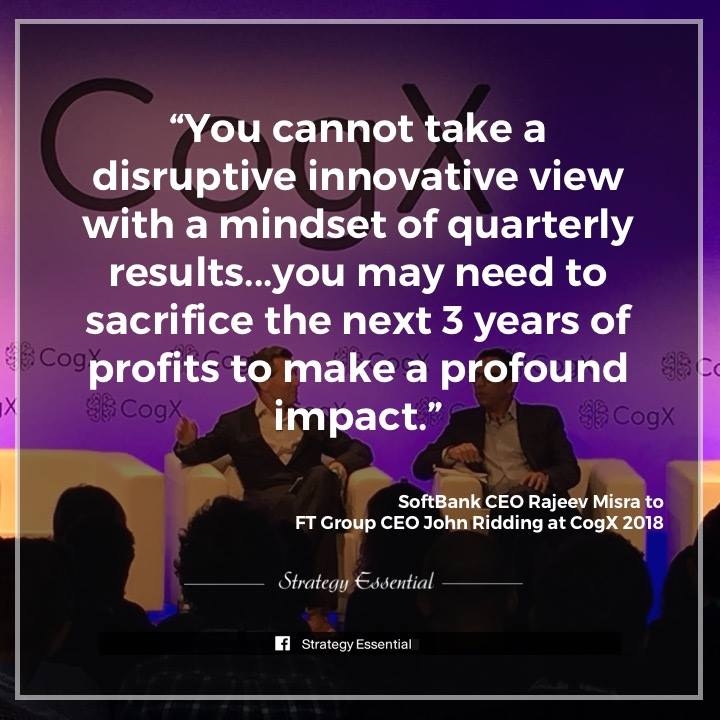 CogX
“You cannot take a
disruptive innovative view
with a mindset of quarterly
results...you may need to
sacrifice the next 3 years of
profits to make a profound
impact.”
CogX
CogX
CogX
SoftBank CEO Rajeev Misra to
FT Group CEO John Ridding at CogX 2018
Strategy Essential
Strategy Essential